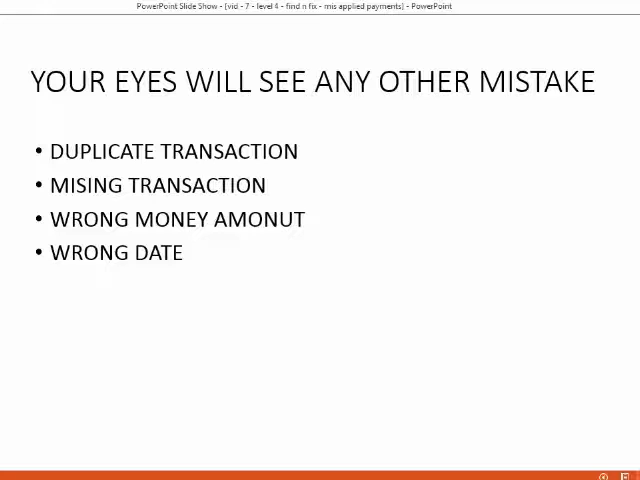 PowerPoint Slide Show - [vid - 7 - level 4 - find n fix - mis applied payments] - PowerPoint
YOUR EYES WILL SEE ANY OTHER MISTAKE
• DUPLICATE TRANSACTION
• MISING TRANSACTION
• WRONG MONEY AMONUT
• WRONG DATE